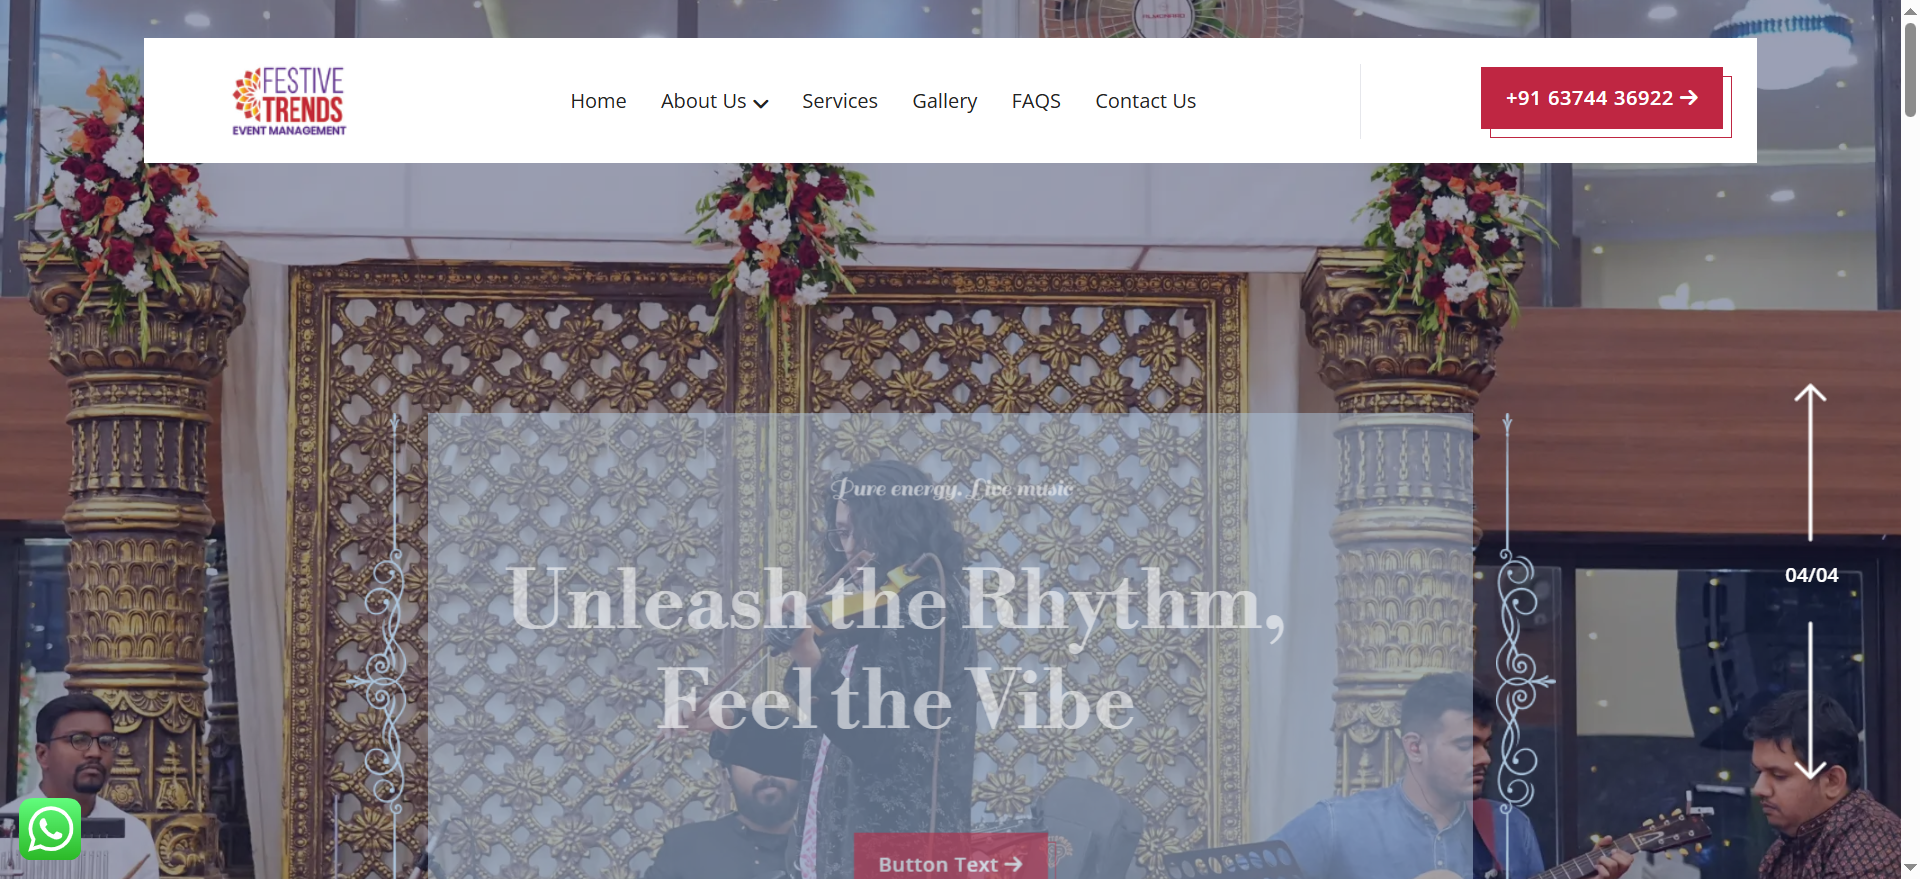 FESTIVE
TRENDS
EVENT MANAGEMENT
Home
About Us
Services
Gallery
FAQS
Contact Us
+91 63744 36922
Pure energy. Live music
Unleash the Rhythm,
Feel the Vibe
04/04
Button Text